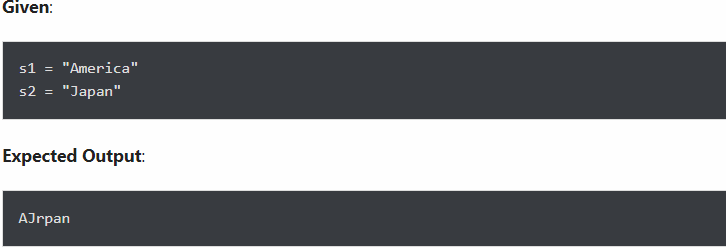 Given:
s1 = "America"
s2 = "Japan"
Expected Output:
AJrpan